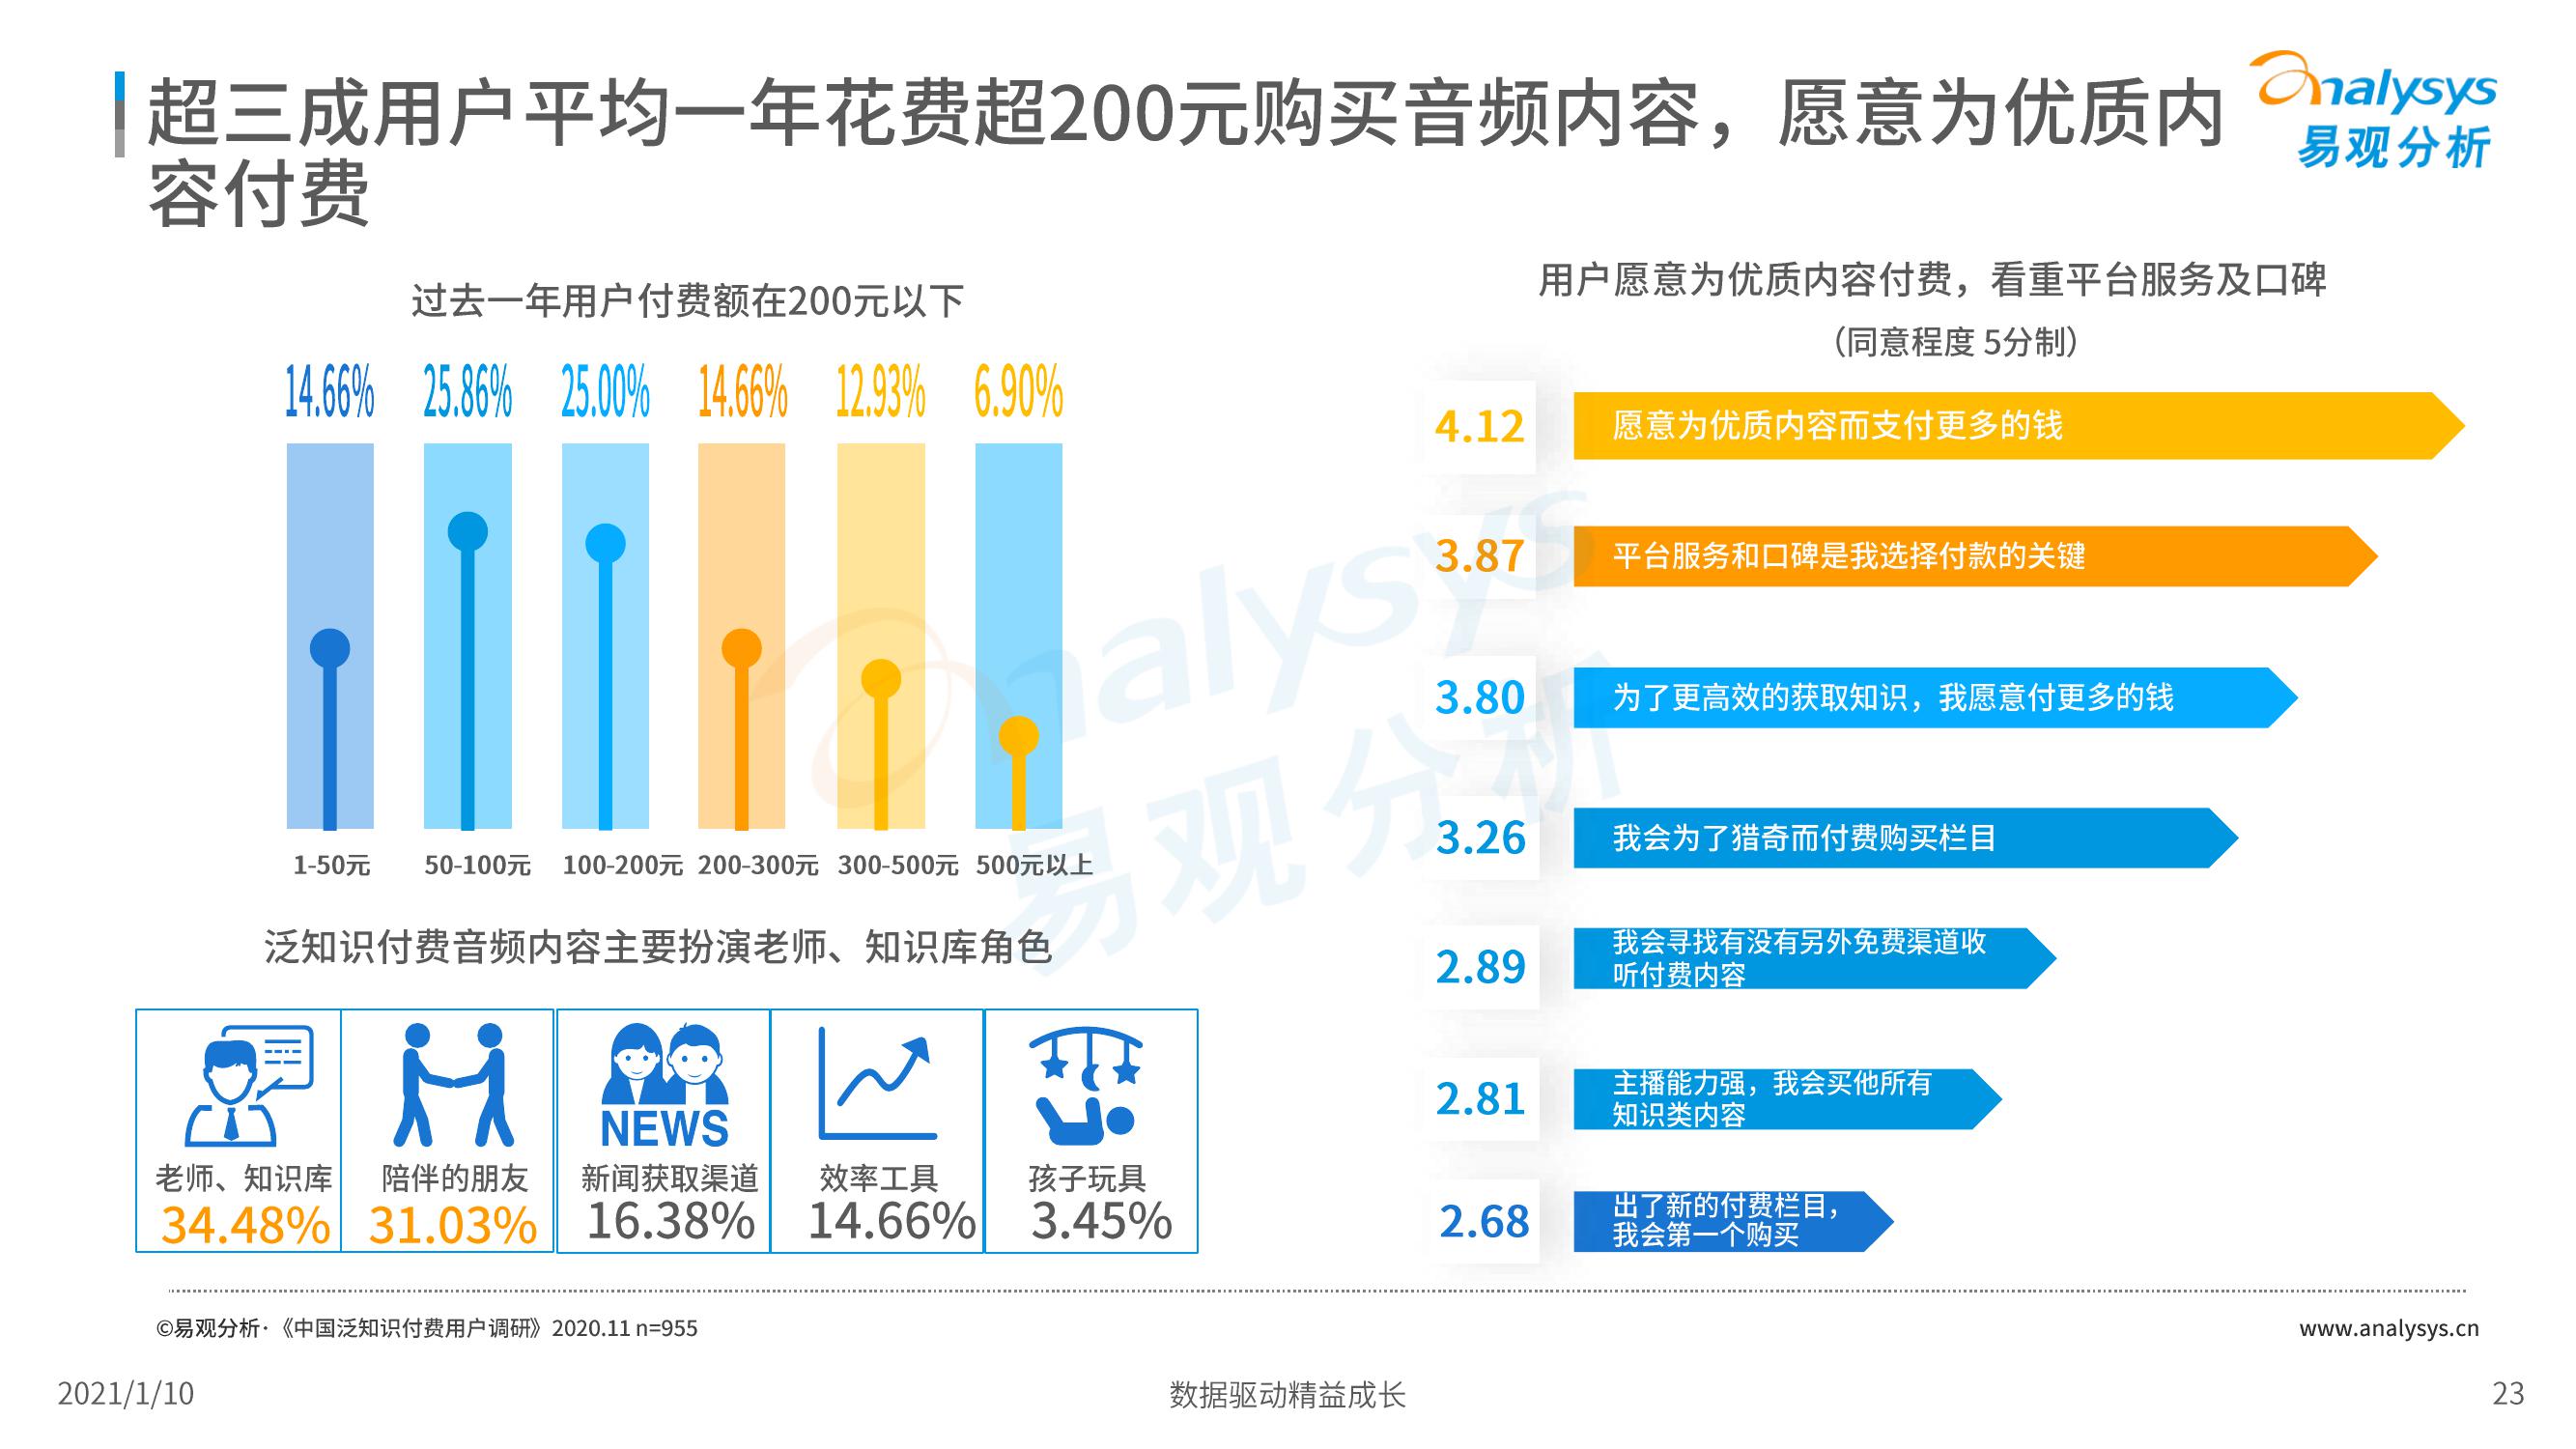 超三成用户平均一年花费超200元购买音频内容，愿意为优质内
容付费
analysys
易观分析
过去一年用户付费额在200元以下
14.66% 25.86% 25.00% 14.66% 12.93% 6.90%
1-50元 50-100元 100-200元 200-300元 300-500元 500元以上
泛知识付费音频内容主要扮演老师、知识库角色
NEWS
老师、知识库 陪伴的朋友 新闻获取渠道 效率工具 孩子玩具
34.48% 31.03% 16.38% 14.66% 3.45%
用户愿意为优质内容付费，看重平台服务及口碑
（同意程度 5分制）
4.12 愿意为优质内容而支付更多的钱
3.87 平台服务和口碑是我选择付款的关键
3.80 为了更高效的获取知识，我愿意付更多的钱
3.26 我会为了猎奇而付费购买栏目
2.89 我会寻找有没有另外免费渠道收
听付费内容
2.81 主播能力强，我会买他所有
知识类内容
2.68 出了新的付费栏目，
我会第一个购买
analysys
易观分析
©易观分析·《中国泛知识付费用户调研》2020.11 n=955
www.analysys.cn
2021/1/10 数据驱动精益成长 23